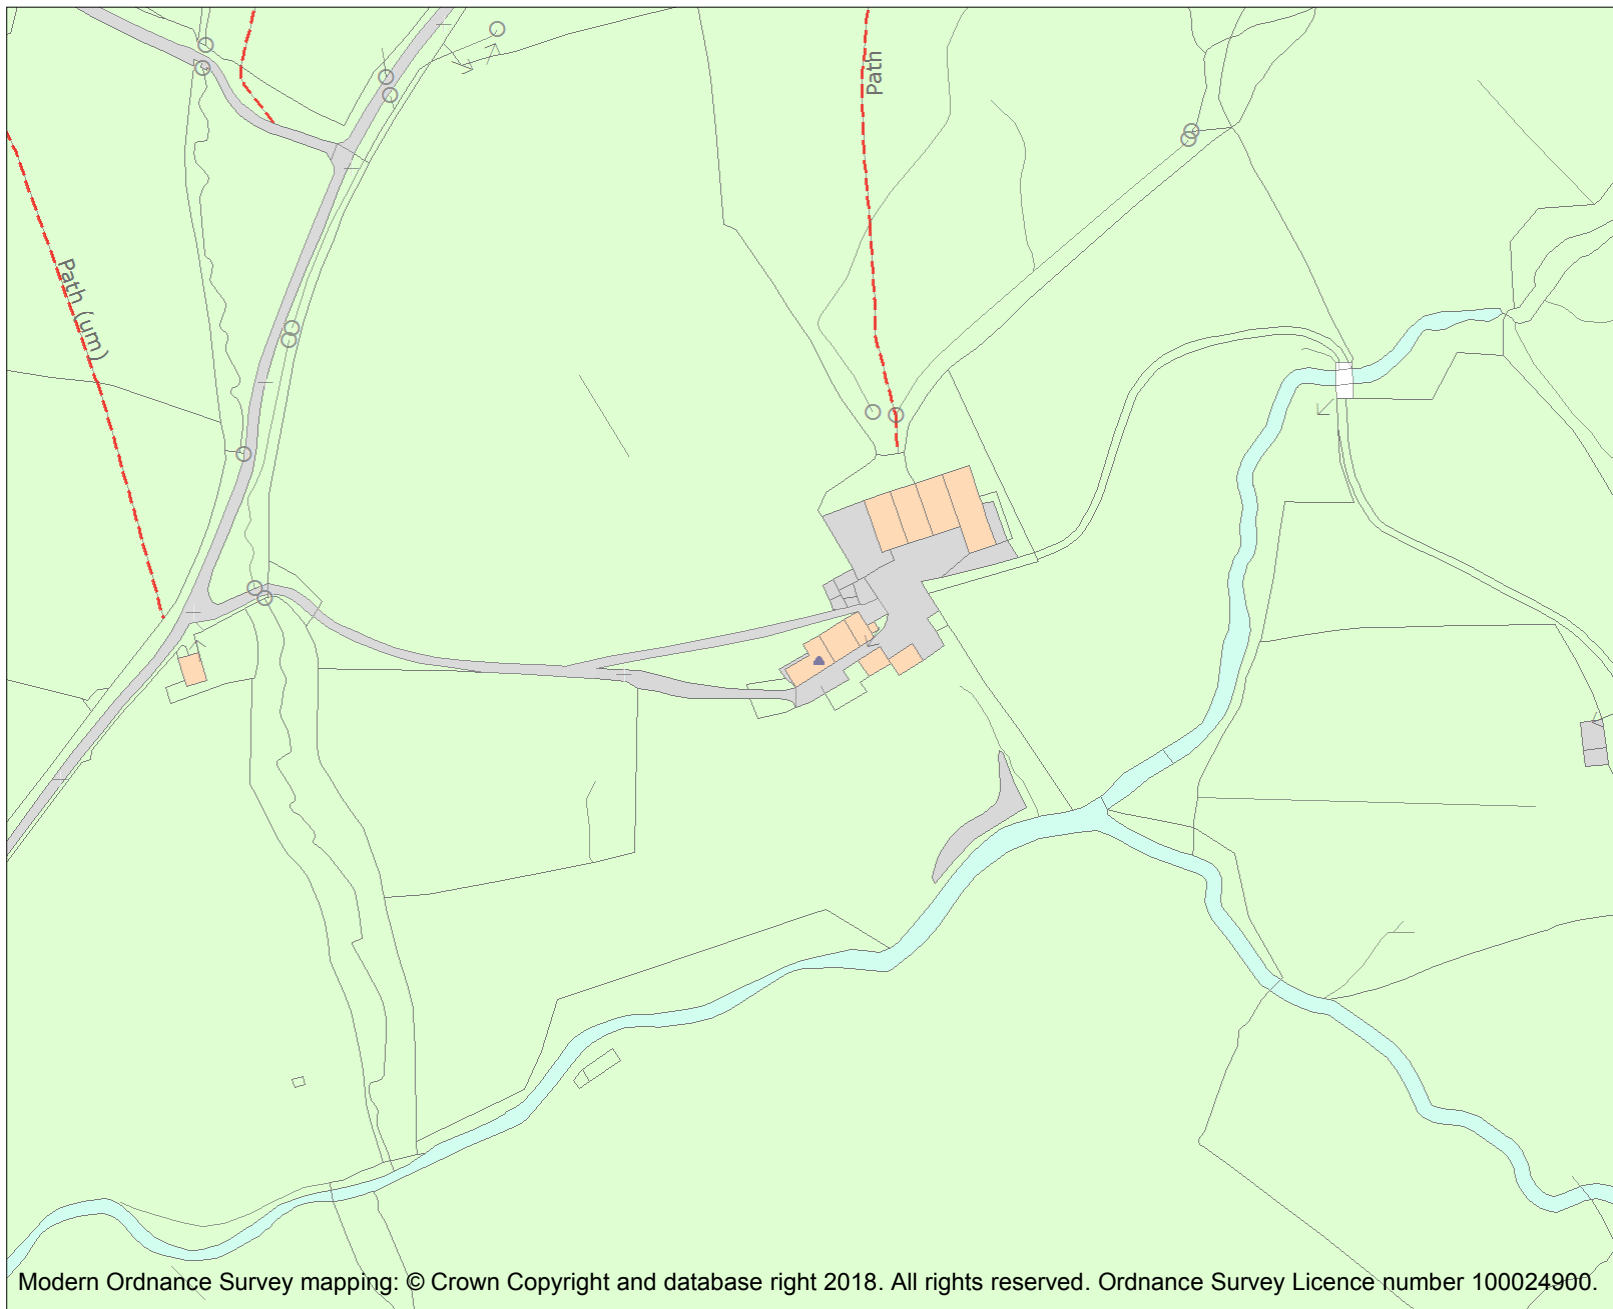 Path
Path (um)
Modern Ordnance Survey mapping: © Crown Copyright and database right 2018. All rights reserved. Ordnance Survey Licence number 100024900.